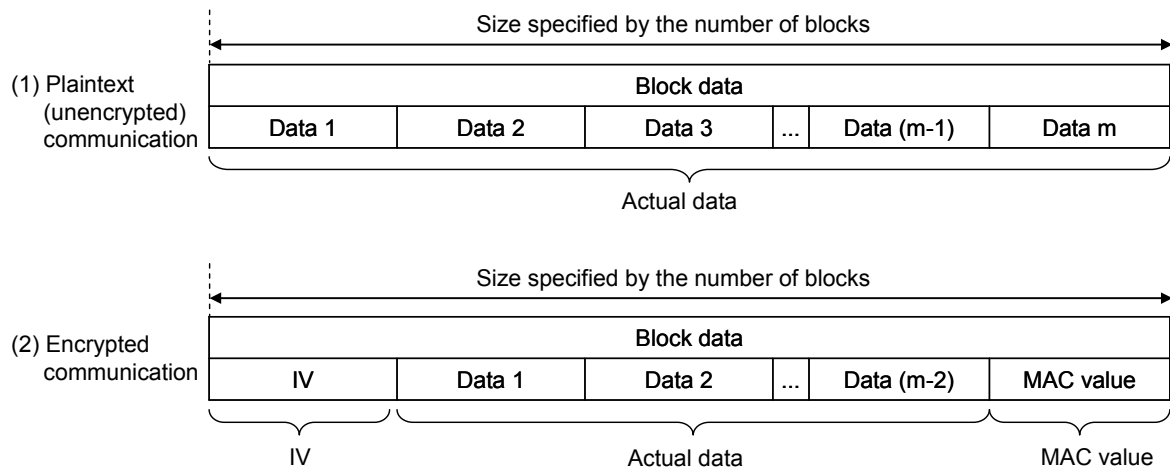 Size specified by the number of blocks
(1) Plaintext
(unencrypted)
communication
Block data
Data 1 Data 2 Data 3 ... Data (m-1) Data m
Actual data
Size specified by the number of blocks
(2) Encrypted
communication
Block data
IV Data 1 Data 2 ... Data (m-2) MAC value
IV Actual data MAC value